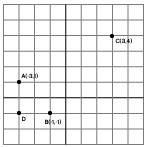 C(3,4)
A(-3,1)
D
B(-1,-1)